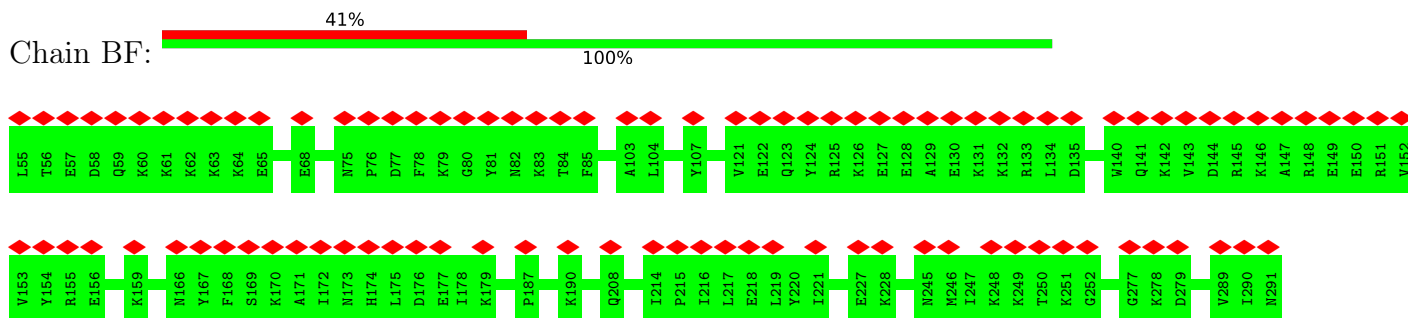 41%
Chain BF:
100%
L55 T56 E57 D58 Q59 K60 K61 K62 K63 K64 E65 E68 N75 P76 D77 F78 K79 G80 Y81 N82 K83 T84 F85 A103 L104 Y107 V121 E122 Q123 Y124 R125 K126 E127 E128 A129 E130 K131 K132 R133 L134 D135 W140 Q141 K142 V143 D144 R145 K146 A147 R148 E149 E150 R151 V152
V153 Y154 R155 E156 K159 N166 Y167 F168 S169 K170 A171 I172 N173 H174 L175 D176 E177 I178 K179 P187 K190 Q208 I214 P215 I216 L217 E218 L219 Y220 I221 E227 K228 N245 M246 I247 K248 K249 T250 K251 G252 G277 K278 D279 V289 I290 N291